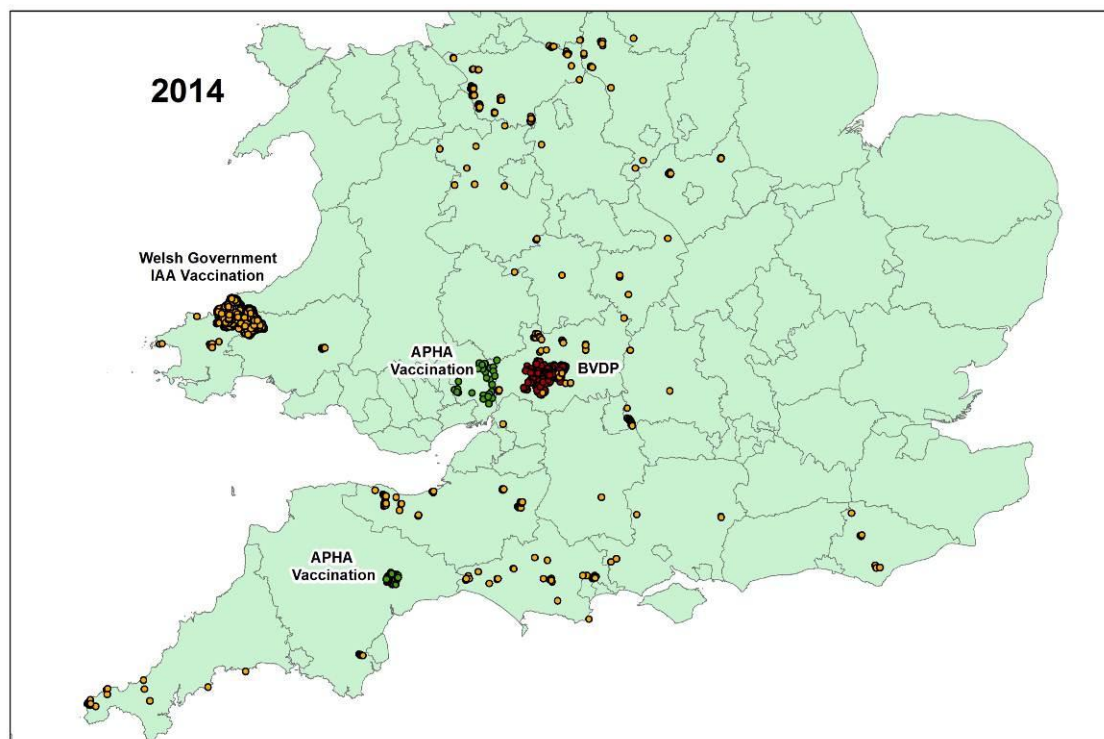 2014
Welsh Government
IAA Vaccination
APHA
Vaccination
BVDP
APHA
Vaccination